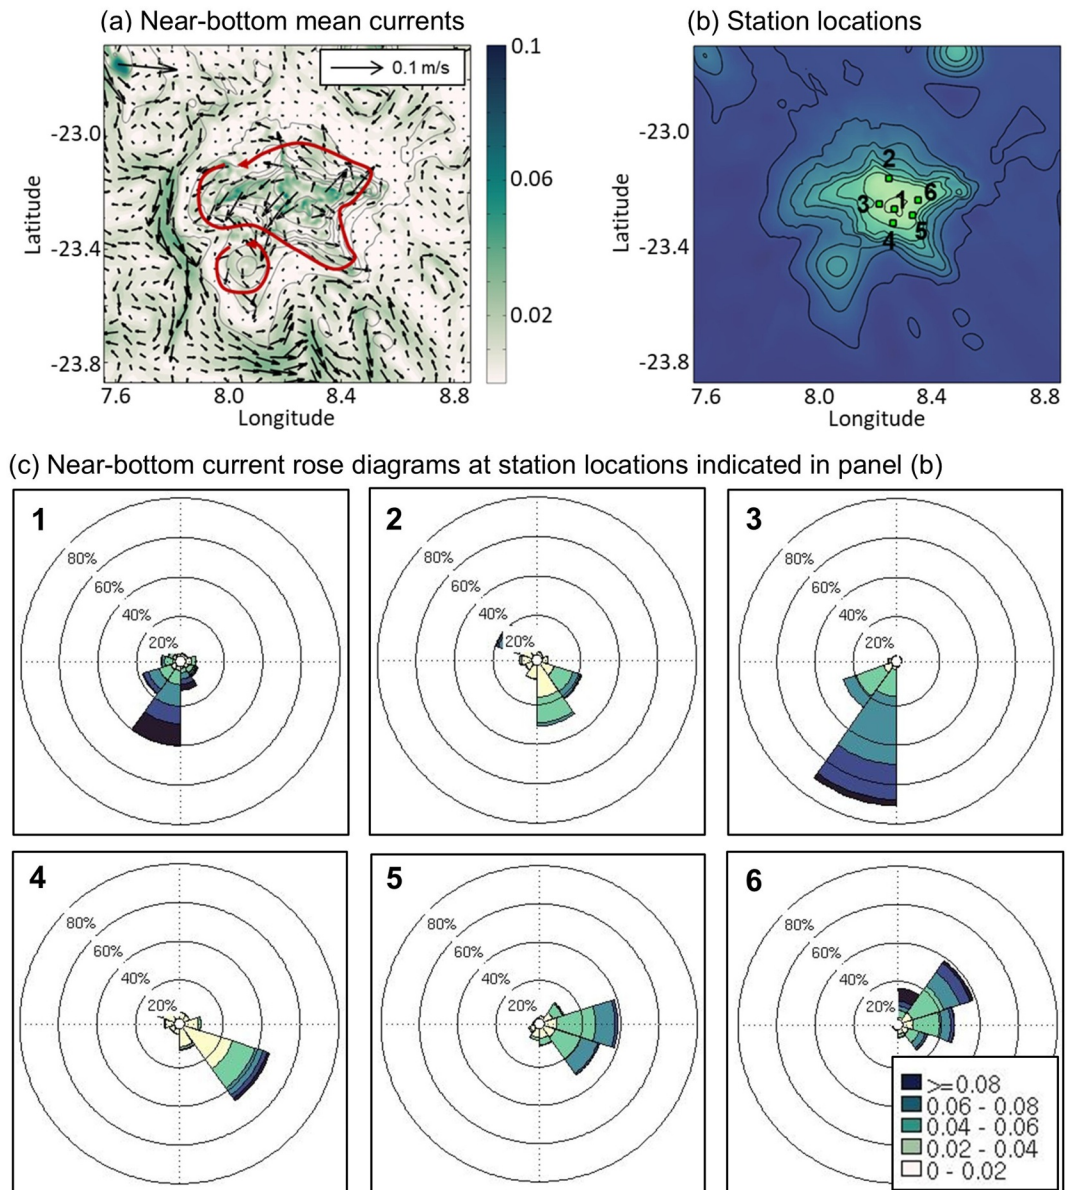 (a) Near-bottom mean currents
(b) Station locations
0.1 m/s
0.1
0.06
0.02
-23.0
-23.4
-23.8
Latitude
7.6 8.0 8.4 8.8
Longitude
-23.0
-23.4
-23.8
Latitude
2
3 1 6
4 5
7.6 8.0 8.4 8.8
Longitude
(c) Near-bottom current rose diagrams at station locations indicated in panel (b)
1
80%
60%
40%
20%
2
80%
60%
40%
20%
3
80%
60%
40%
20%
4
80%
60%
40%
20%
5
80%
60%
40%
20%
6
80%
60%
40%
20%
>=0.08
0.06 - 0.08
0.04 - 0.06
0.02 - 0.04
0 - 0.02